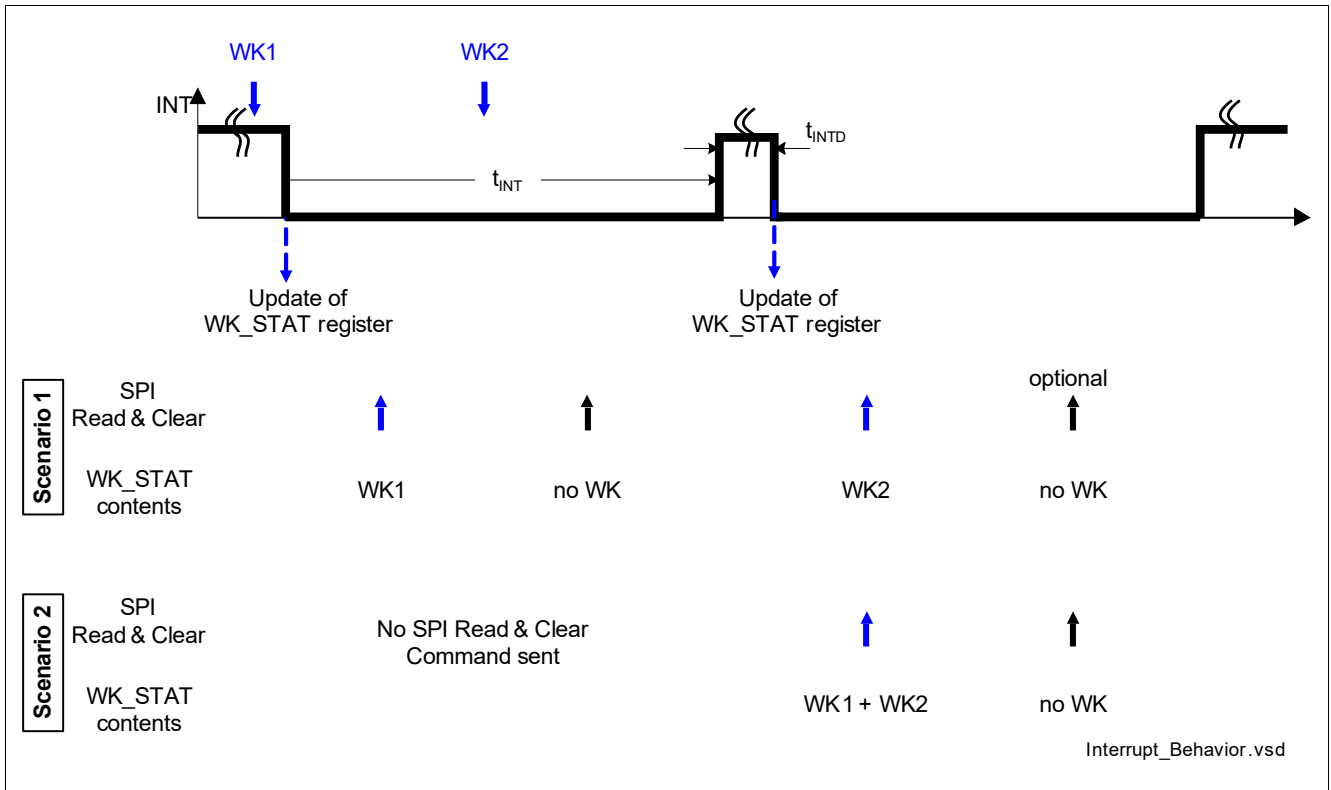 WK1 WK2
INT
tINTD
tINT
Update of
WK_STAT register
Update of
WK_STAT register
Scenario 1
SPI
Read & Clear
optional
WK_STAT
contents
WK1 no WK WK2 no WK
Scenario 2
SPI
Read & Clear
No SPI Read & Clear
Command sent
WK_STAT
contents
WK1 + WK2 no WK
Interrupt_Behavior.vsd